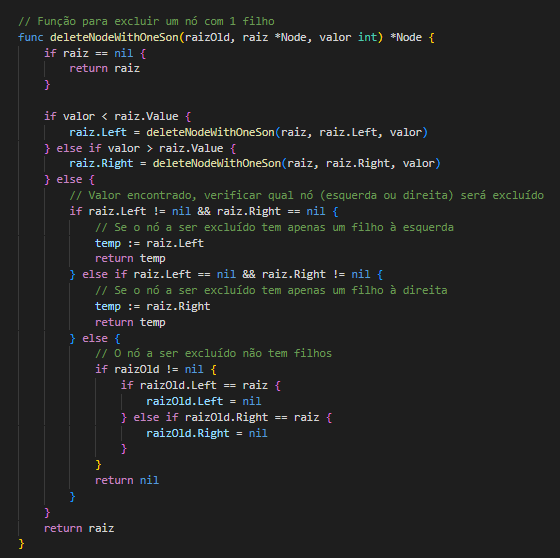 // Função para excluir um nó com 1 filho
func deleteNodeWithOneSon(raizOld, raiz *Node, valor int) *Node {
    if raiz == nil {
        return raiz
    }

    if valor < raiz.Value {
        raiz.Left = deleteNodeWithOneSon(raiz, raiz.Left, valor)
    } else if valor > raiz.Value {
        raiz.Right = deleteNodeWithOneSon(raiz, raiz.Right, valor)
    } else {
        // Valor encontrado, verificar qual nó (esquerda ou direita) será excluído
        if raiz.Left != nil && raiz.Right == nil {
            // Se o nó a ser excluído tem apenas um filho à esquerda
            temp := raiz.Left
            return temp
        } else if raiz.Left == nil && raiz.Right != nil {
            // Se o nó a ser excluído tem apenas um filho à direita
            temp := raiz.Right
            return temp
        } else {
            // O nó a ser excluído não tem filhos
            if raizOld != nil {
                if raizOld.Left == raiz {
                    raizOld.Left = nil
                } else if raizOld.Right == raiz {
                    raizOld.Right = nil
                }
            }
            return nil
        }
    }
    return raiz
}